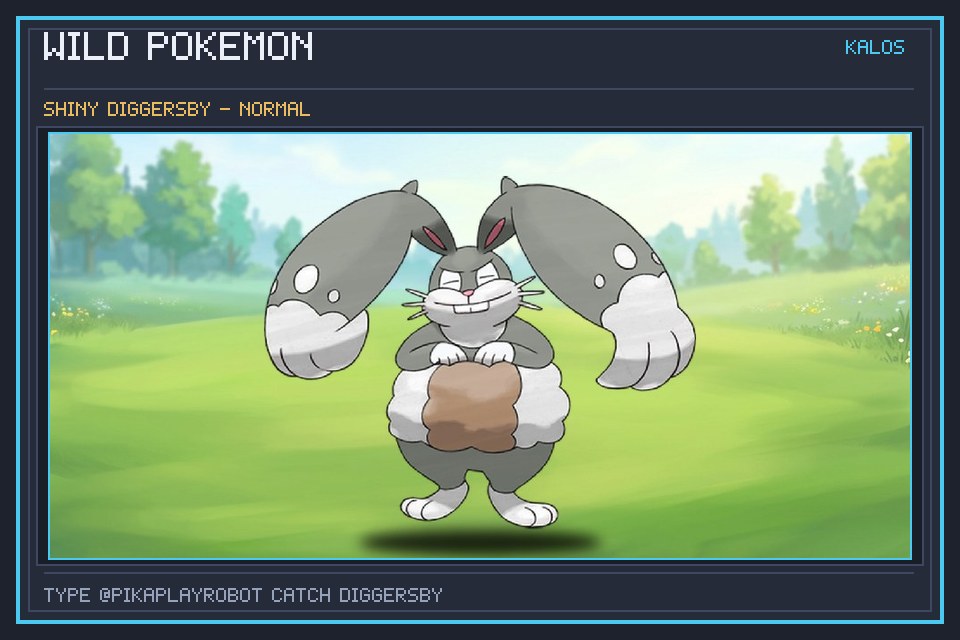 WILD POKEMON
KALOS
SHINY DIGGERSBY - NORMAL
TYPE @PIKAPLAYROBOT CATCH DIGGERSBY